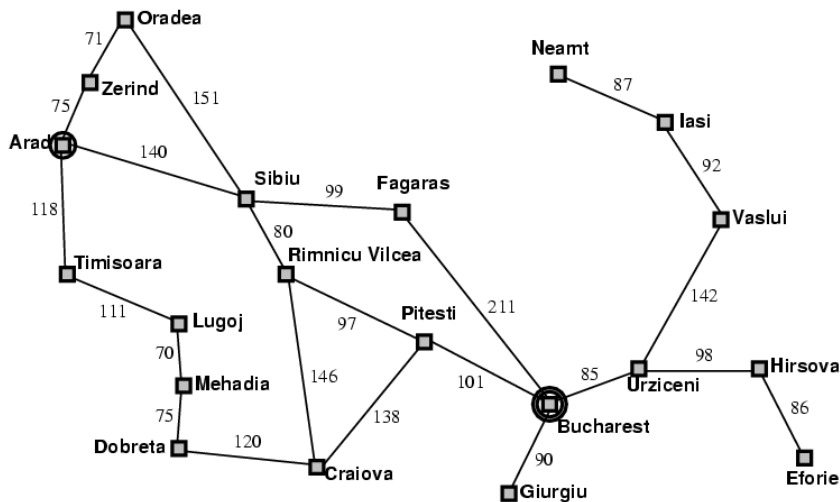 Oradea
71
Neamt
87
Zerind
151
75
Iasi
Arad
140
92
Sibiu
99
Fagaras
118
80
Vaslui
Rimnicu Vilcea
Timisoara
142
111
211
Lugoj
97
Pitesti
70
98
Hirsova
146
101
85
Mehadia
Urziceni
75
138
86
Bucharest
120
Dobreta
90
Craiova
Eforie
Giurgiu